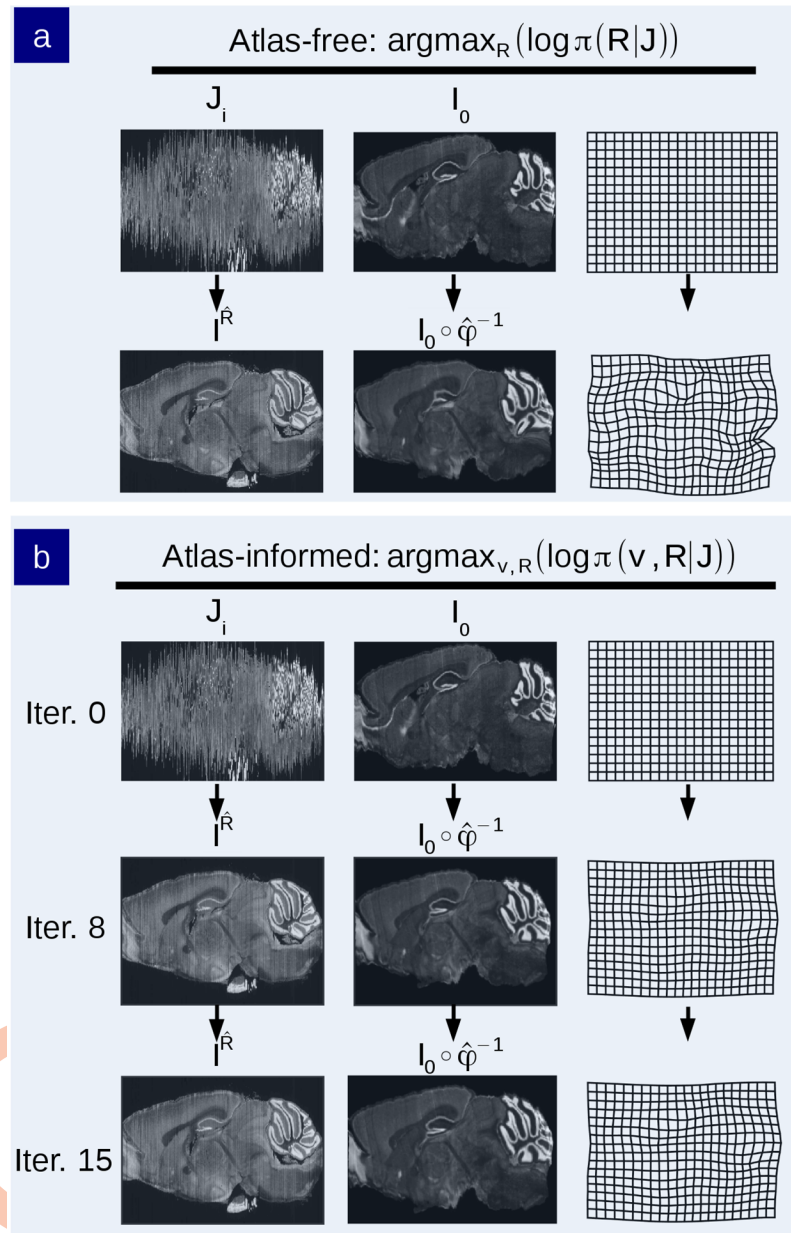 a
Atlas-free: argmax_R(log π(R|J))
J_i I_0
I^R̂ I_0 ∘ φ̂^−1
b
Atlas-informed: argmax_v,R(log π(v,R|J))
J_i I_0
Iter. 0
I^R̂ I_0 ∘ φ̂^−1
Iter. 8
I^R̂ I_0 ∘ φ̂^−1
Iter. 15